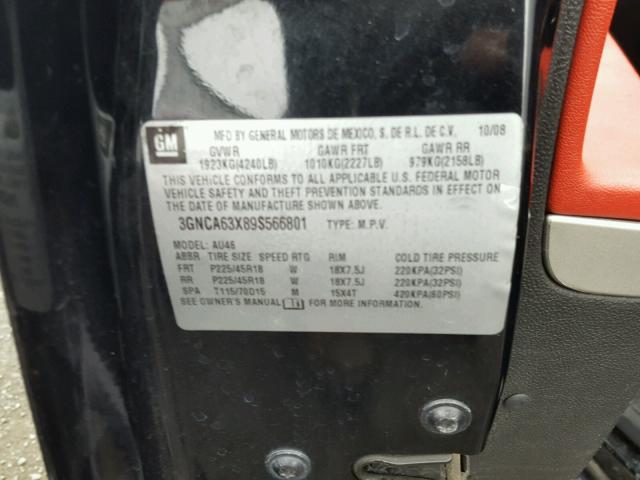 GM
MFD BY GENERAL MOTORS DE MEXICO, S. DE R.L. DE C.V. 10/08
GVWR GAWR FRT GAWR RR
1923KG(4240LB) 1010KG(2227LB) 979KG(2158LB)
THIS VEHICLE CONFORMS TO ALL APPLICABLE U.S. FEDERAL MOTOR
VEHICLE SAFETY AND THEFT PREVENTION STANDARDS IN EFFECT ON
THE DATE OF MANUFACTURE SHOWN ABOVE.
3GNCA63X89S566801 TYPE: M.P.V.
MODEL: AU46
ABBR TIRE SIZE SPEED RTG RIM COLD TIRE PRESSURE
FRT P225/45R18 W 18X7.5J 220KPA(32PSI)
RR P225/45R18 W 18X7.5J 220KPA(32PSI)
SPA T115/70D15 M 15X4T 420KPA(60PSI)
SEE OWNER'S MANUAL FOR MORE INFORMATION.